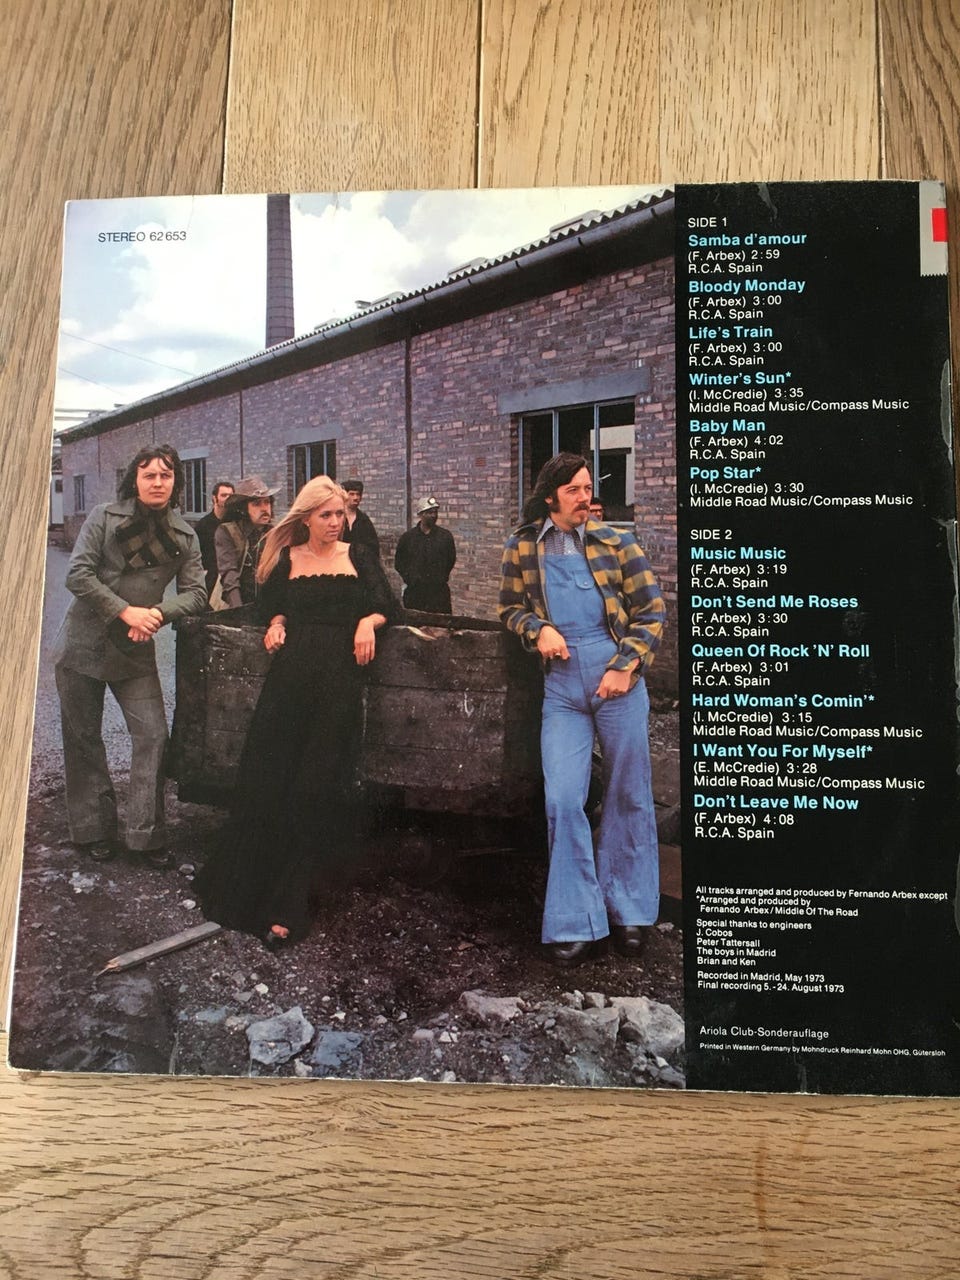 STEREO 62 653
SIDE 1
Samba d'amour
(F. Arbex) 2:59
R.C.A. Spain
Bloody Monday
(F. Arbex) 3:00
R.C.A. Spain
Life's Train
(F. Arbex) 3:00
R.C.A. Spain
Winter's Sun*
(I. McCredie) 3:35
Middle Road Music/Compass Music
Baby Man
(F. Arbex) 4:02
R.C.A. Spain
Pop Star*
(I. McCredie) 3:30
Middle Road Music/Compass Music
SIDE 2
Music Music
(F. Arbex) 3:19
R.C.A. Spain
Don't Send Me Roses
(F. Arbex) 3:30
R.C.A. Spain
Queen Of Rock 'N' Roll
(F. Arbex) 3:01
R.C.A. Spain
Hard Woman's Comin'*
(I. McCredie) 3:15
Middle Road Music/Compass Music
I Want You For Myself*
(E. McCredie) 3:28
Middle Road Music/Compass Music
Don't Leave Me Now
(F. Arbex) 4:08
R.C.A. Spain
All tracks arranged and produced by Fernando Arbex except
*Arranged and produced by
Fernando Arbex/Middle Of The Road
Special thanks to engineers
J. Cobos
Peter Tattersall
The boys in Madrid
Brian and Ken
Recorded in Madrid, May 1973
Final recording 5.-24. August 1973
Ariola Club-Sonderauflage
Printed in Western Germany by Mohndruck Reinhard Mohn OHG, Gütersloh